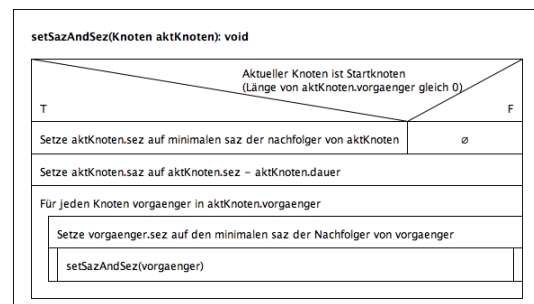 setSazAndSez(Knoten aktKnoten): void
Aktueller Knoten ist Startknoten
(Länge von aktKnoten.vorgaenger gleich 0)
T F
Setze aktKnoten.sez auf minimalen saz der nachfolger von aktKnoten ø
Setze aktKnoten.saz auf aktKnoten.sez - aktKnoten.dauer
Für jeden Knoten vorgaenger in aktKnoten.vorgaenger
Setze vorgaenger.sez auf den minimalen saz der Nachfolger von vorgaenger
setSazAndSez(vorgaenger)